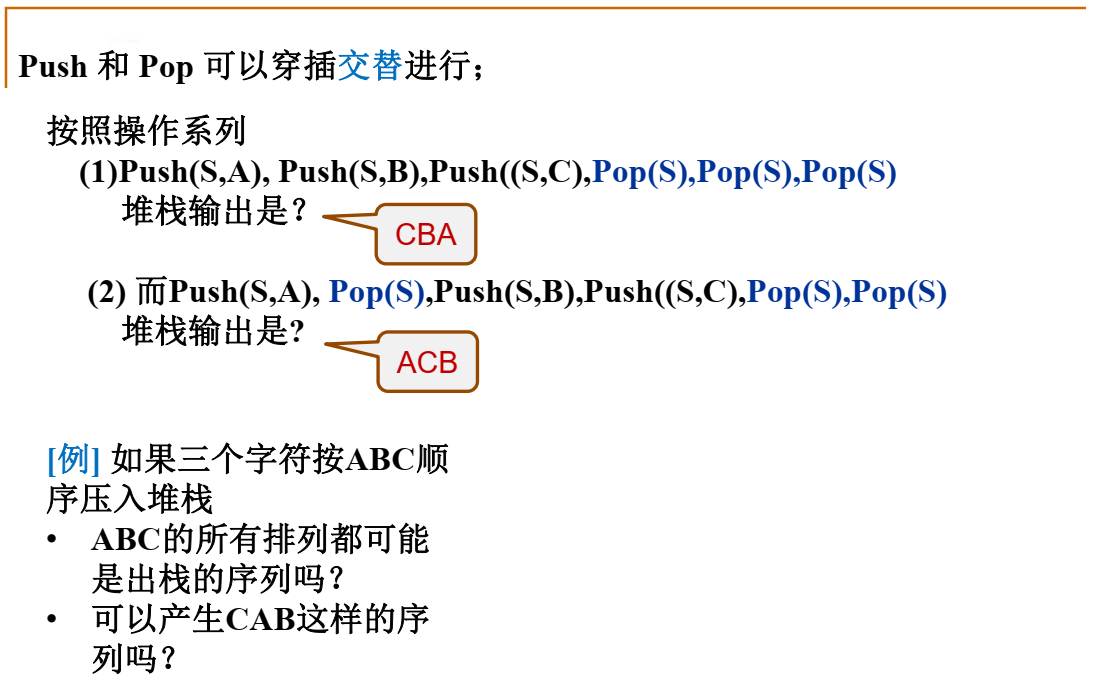 Push 和 Pop 可以穿插交替进行；
按照操作系列
(1)Push(S,A), Push(S,B),Push((S,C),Pop(S),Pop(S),Pop(S)
堆栈输出是？
CBA
(2) 而Push(S,A), Pop(S),Push(S,B),Push((S,C),Pop(S),Pop(S)
堆栈输出是?
ACB
[例] 如果三个字符按ABC顺
序压入堆栈
• ABC的所有排列都可能
是出栈的序列吗？
• 可以产生CAB这样的序
列吗？